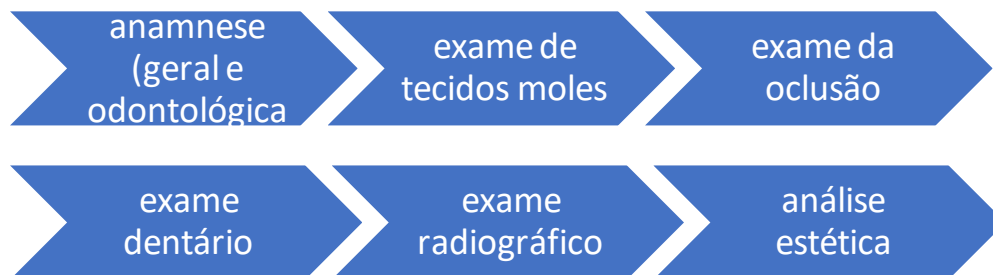 anamnese
(geral e
odontológica
exame de
tecidos moles
exame da
oclusão
exame
dentário
exame
radiográfico
análise
estética